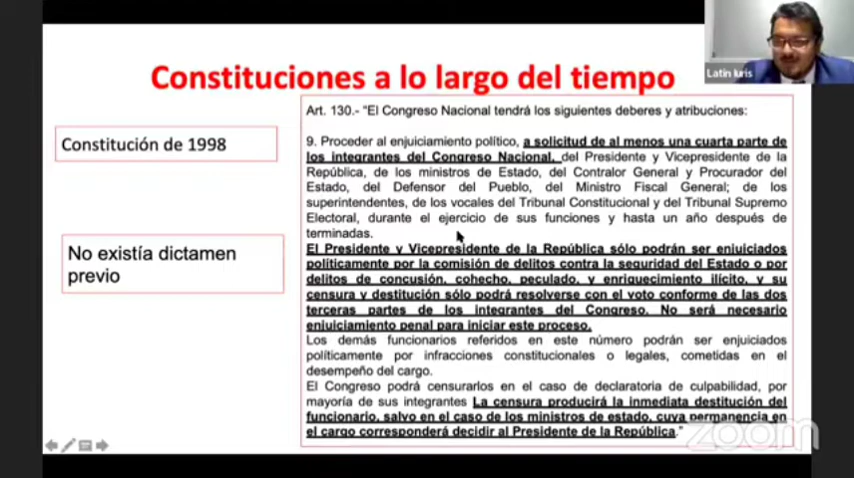 Latin Iuris
Constituciones a lo largo del tiempo
Constitución de 1998
No existía dictamen
previo
Art. 130.- “El Congreso Nacional tendrá los siguientes deberes y atribuciones:
9. Proceder al enjuiciamiento político, a solicitud de al menos una cuarta parte de
los integrantes del Congreso Nacional, del Presidente y Vicepresidente de la
República, de los ministros de Estado, del Contralor General y Procurador del
Estado, del Defensor del Pueblo, del Ministro Fiscal General; de los
superintendentes, de los vocales del Tribunal Constitucional y del Tribunal Supremo
Electoral, durante el ejercicio de sus funciones y hasta un año después de
terminadas.
El Presidente y Vicepresidente de la República sólo podrán ser enjuiciados
políticamente por la comisión de delitos contra la seguridad del Estado o por
delitos de concusión, cohecho, peculado, y enriquecimiento ilícito, y su
censura y destitución sólo podrá resolverse con el voto conforme de las dos
terceras partes de los integrantes del Congreso. No será necesario
enjuiciamiento penal para iniciar este proceso.
Los demás funcionarios referidos en este número podrán ser enjuiciados
políticamente por infracciones constitucionales o legales, cometidas en el
desempeño del cargo.
El Congreso podrá censurarlos en el caso de declaratoria de culpabilidad, por
mayoría de sus integrantes La censura producirá la inmediata destitución del
funcionario, salvo en el caso de los ministros de estado, cuya permanencia en
el cargo corresponderá decidir al Presidente de la República.”
zoom